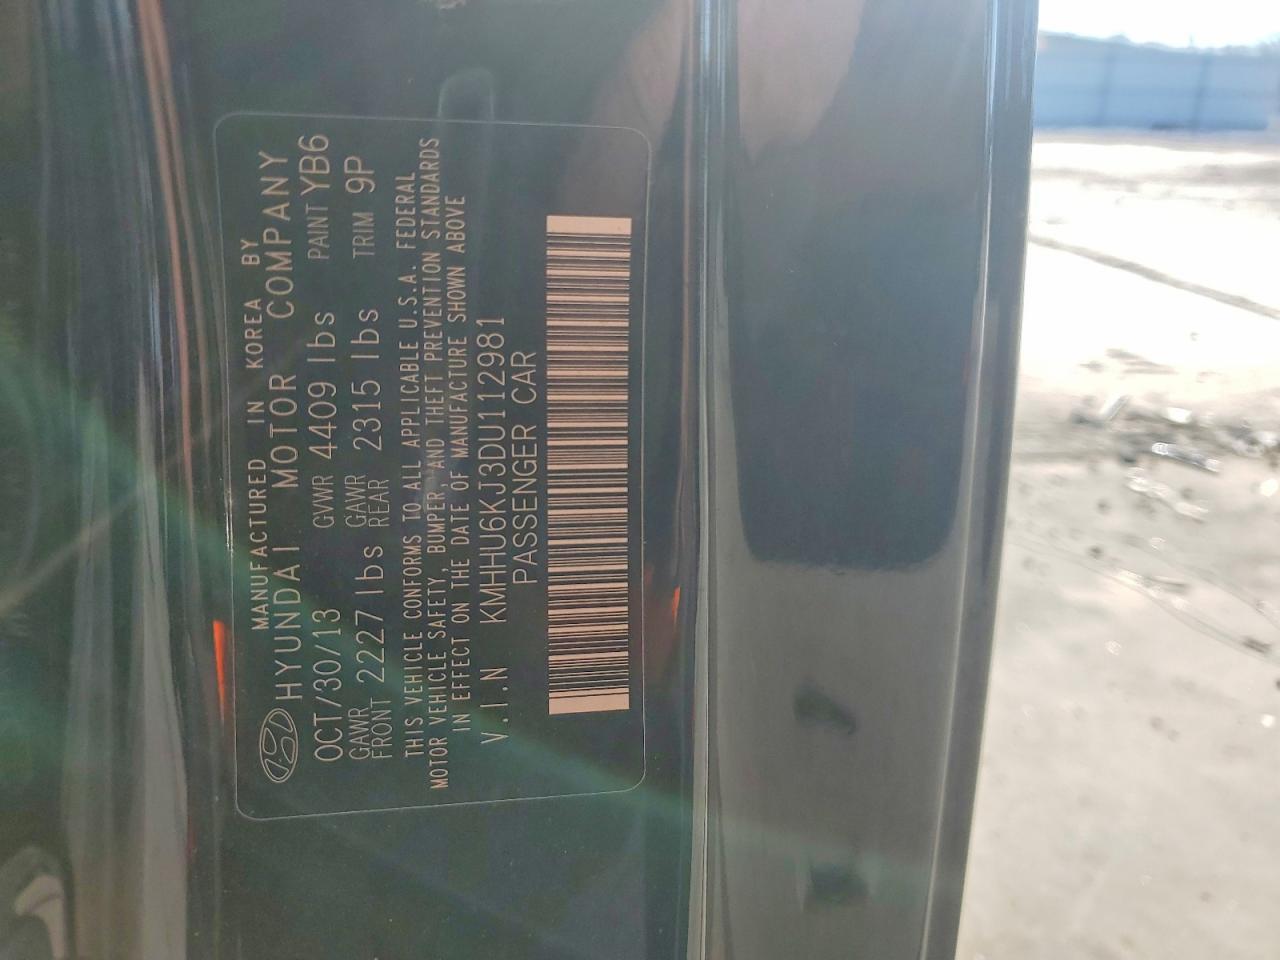 MANUFACTURED IN KOREA BY
HYUNDAI MOTOR COMPANY
OCT/30/13 GVWR 4409 lbs PAINT YB6
GAWR FRONT 2227 lbs GAWR REAR 2315 lbs TRIM 9P
THIS VEHICLE CONFORMS TO ALL APPLICABLE U.S.A. FEDERAL
MOTOR VEHICLE SAFETY, BUMPER, AND THEFT PREVENTION STANDARDS
IN EFFECT ON THE DATE OF MANUFACTURE SHOWN ABOVE
V.I.N KMHHU6KJ3DU112981
PASSENGER CAR